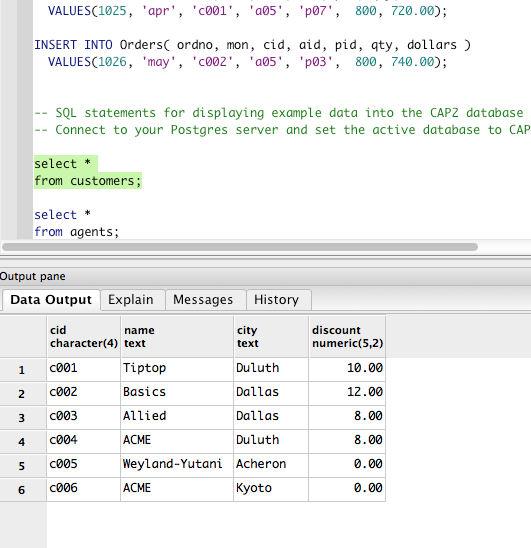 VALUES(1025, 'apr', 'c001', 'a05', 'p07',  800, 720.00);
INSERT INTO Orders( ordno, mon, cid, aid, pid, qty, dollars )
VALUES(1026, 'may', 'c002', 'a05', 'p03',  800, 740.00);
-- SQL statements for displaying example data into the CAP2 database
-- Connect to your Postgres server and set the active database to CAP
select *
from customers;
select *
from agents;
Output pane
Data Output Explain Messages History
cid name city discount
character(4) text text numeric(5,2)
1 c001 Tiptop Duluth 10.00
2 c002 Basics Dallas 12.00
3 c003 Allied Dallas 8.00
4 c004 ACME Duluth 8.00
5 c005 Weyland-Yutani Acheron 0.00
6 c006 ACME Kyoto 0.00